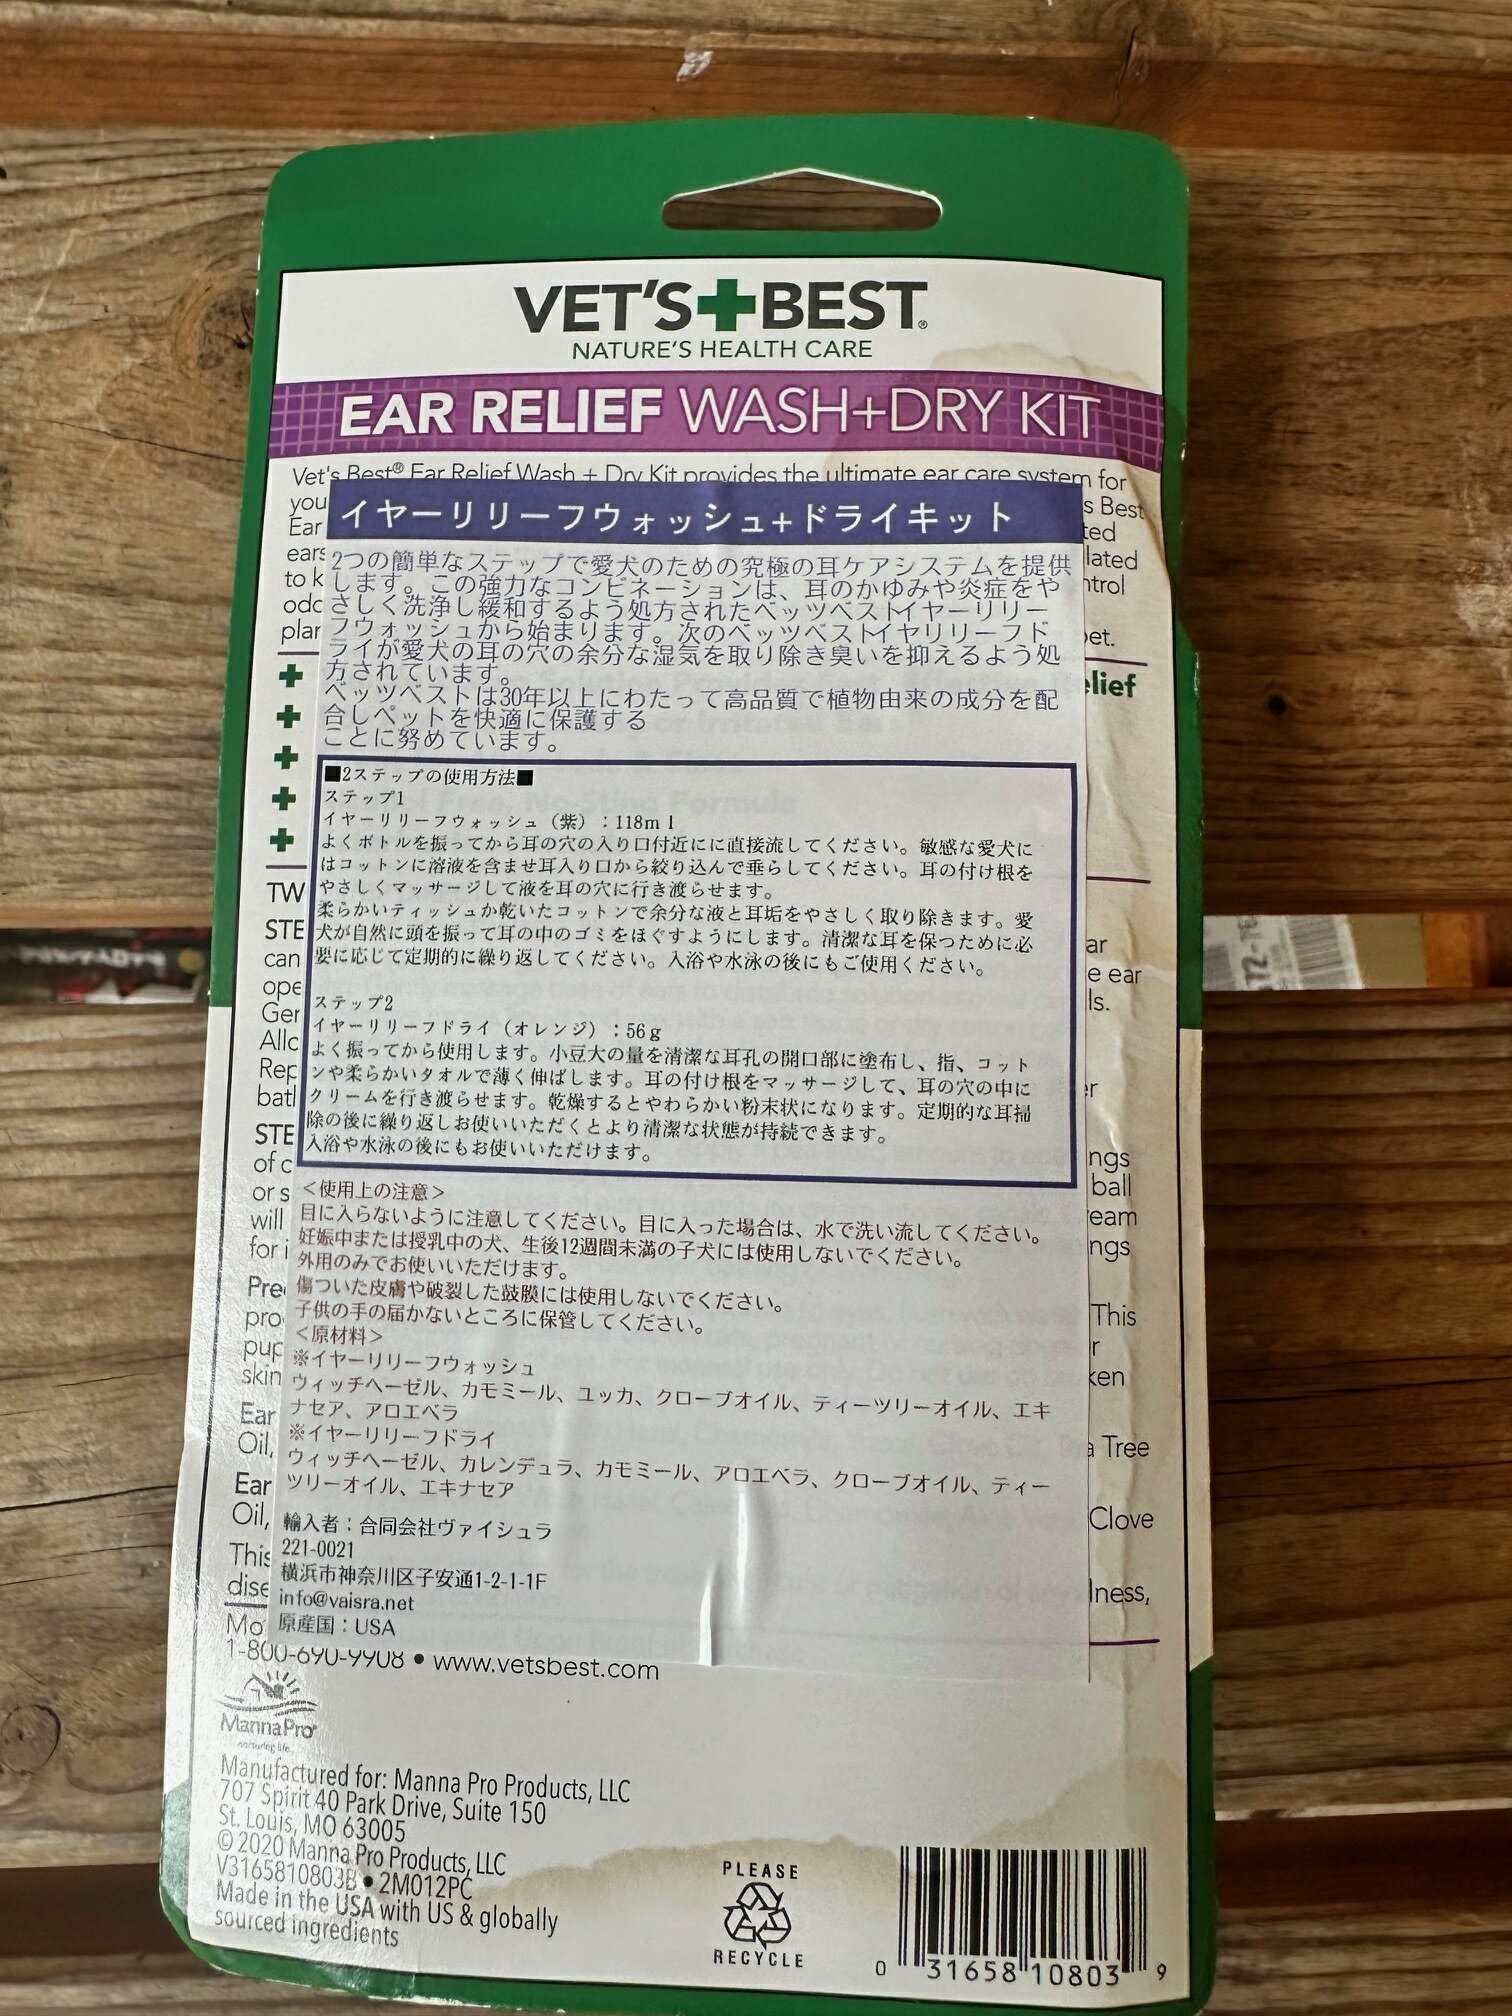 VET'S+BEST®
NATURE'S HEALTH CARE
EAR RELIEF WASH+DRY KIT
Vet's Best® Ear Relief Wash + Dry Kit provides the ultimate ear care system for
イヤーリリーフウォッシュ+ドライキット
2つの簡単なステップで愛犬のための究極の耳ケアシステムを提供
します。この強力なコンビネーションは、耳のかゆみや炎症をや
さしく洗浄し緩和するよう処方されたベッツベストイヤーリリー
フウォッシュから始まります。次のベッツベストイヤリリーフド
ライが愛犬の耳の穴の余分な湿気を取り除き臭いを抑えるよう処
方されています。
ベッツベストは30年以上にわたって高品質で植物由来の成分を配
合しペットを快適に保護する
ことに努めています。
■2ステップの使用方法■
ステップ1
イヤーリリーフウォッシュ（紫）：118ml
よくボトルを振ってから耳の穴の入り口付近にに直接流してください。敏感な愛犬に
はコットンに溶液を含ませ耳入り口から絞り込んで垂らしてください。耳の付け根を
やさしくマッサージして液を耳の穴に行き渡らせます。
柔らかいティッシュか乾いたコットンで余分な液と耳垢をやさしく取り除きます。愛
犬が自然に頭を振って耳の中のゴミをほぐすようにします。清潔な耳を保つために必
要に応じて定期的に繰り返してください。入浴や水泳の後にもご使用ください。
ステップ2
イヤーリリーフドライ（オレンジ）：56g
よく振ってから使用します。小豆大の量を清潔な耳孔の開口部に塗布し、指、コット
ンや柔らかいタオルで薄く伸ばします。耳の付け根をマッサージして、耳の穴の中に
クリームを行き渡らせます。乾燥するとやわらかい粉末状になります。定期的な耳掃
除の後に繰り返しお使いいただくとより清潔な状態が持続できます。
入浴や水泳の後にもお使いいただけます。
＜使用上の注意＞
目に入らないように注意してください。目に入った場合は、水で洗い流してください。
妊娠中または授乳中の犬、生後12週間未満の子犬には使用しないでください。
外用のみでお使いいただけます。
傷ついた皮膚や破裂した鼓膜には使用しないでください。
子供の手の届かないところに保管してください。
＜原材料＞
※イヤーリリーフウォッシュ
ウィッチヘーゼル、カモミール、ユッカ、クローブオイル、ティーツリーオイル、エキ
ナセア、アロエベラ
※イヤーリリーフドライ
ウィッチヘーゼル、カレンデュラ、カモミール、アロエベラ、クローブオイル、ティー
ツリーオイル、エキナセア
輸入者：合同会社ヴァイシュラ
221-0021
横浜市神奈川区子安通1-2-1-1F
info@vaisra.net
原産国：USA
1-800-690-9908 • www.vetsbest.com
MannaPro®
nurturing life
Manufactured for: Manna Pro Products, LLC
707 Spirit 40 Park Drive, Suite 150
St. Louis, MO 63005
©2020 Manna Pro Products, LLC
V3165810803B • 2M012PC
Made in the USA with US & globally
sourced ingredients
PLEASE
RECYCLE
0 31658 10803 9